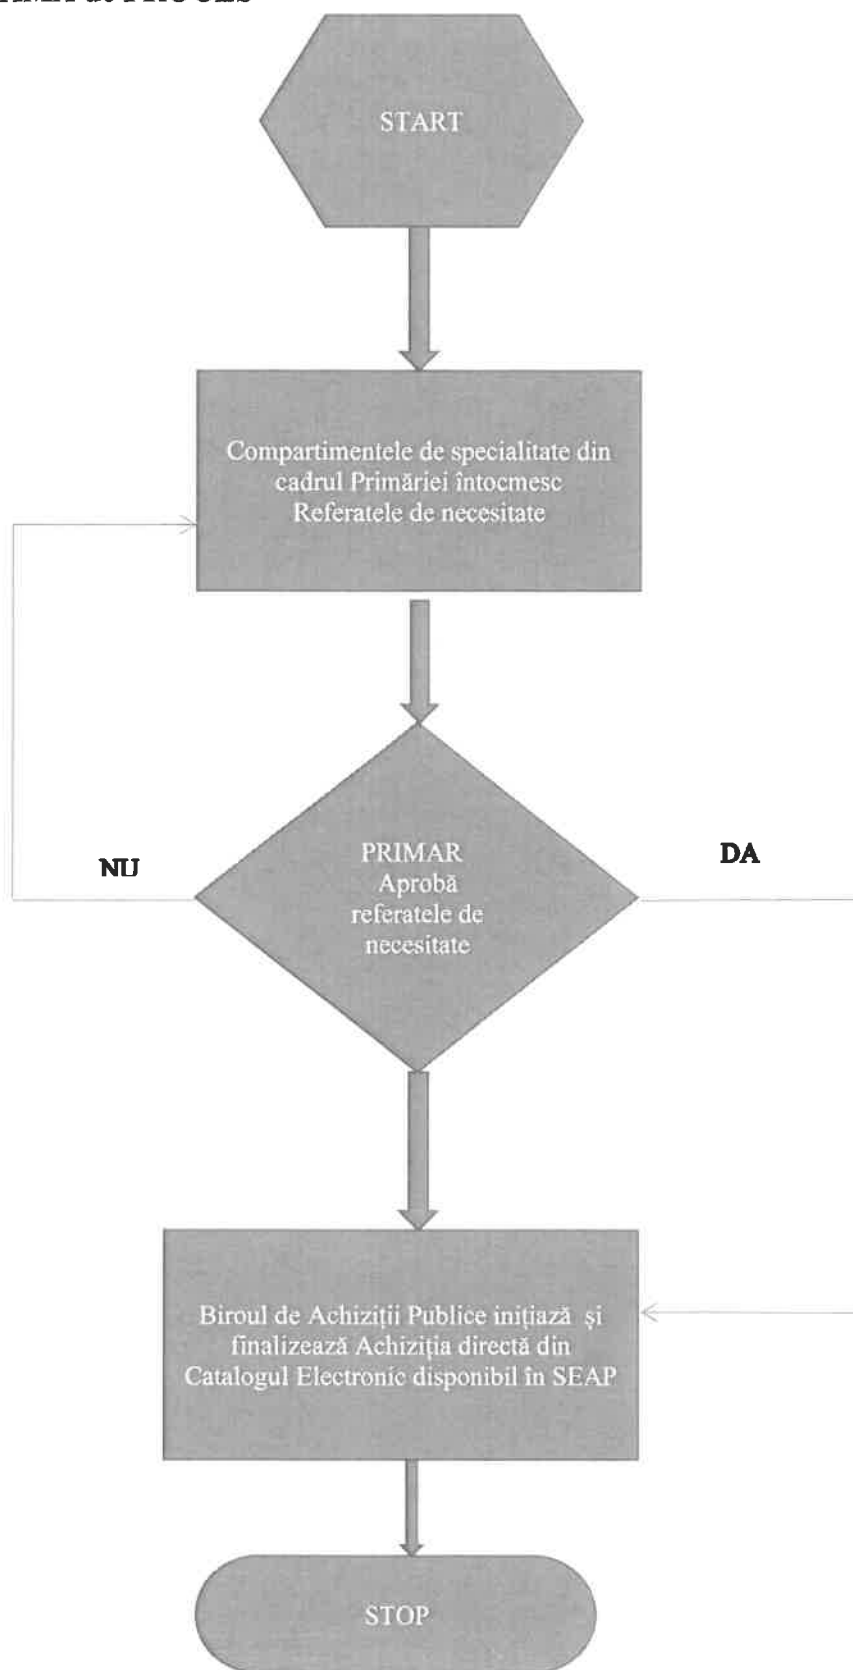 START
Compartimentele de specialitate din
cadrul Primăriei întocmesc
Referatele de necesitate
NU
PRIMAR
Aprobă
referatele de
necesitate
DA
Biroul de Achiziții Publice inițiază și
finalizează Achiziția directă din
Catalogul Electronic disponibil în SEAP
STOP